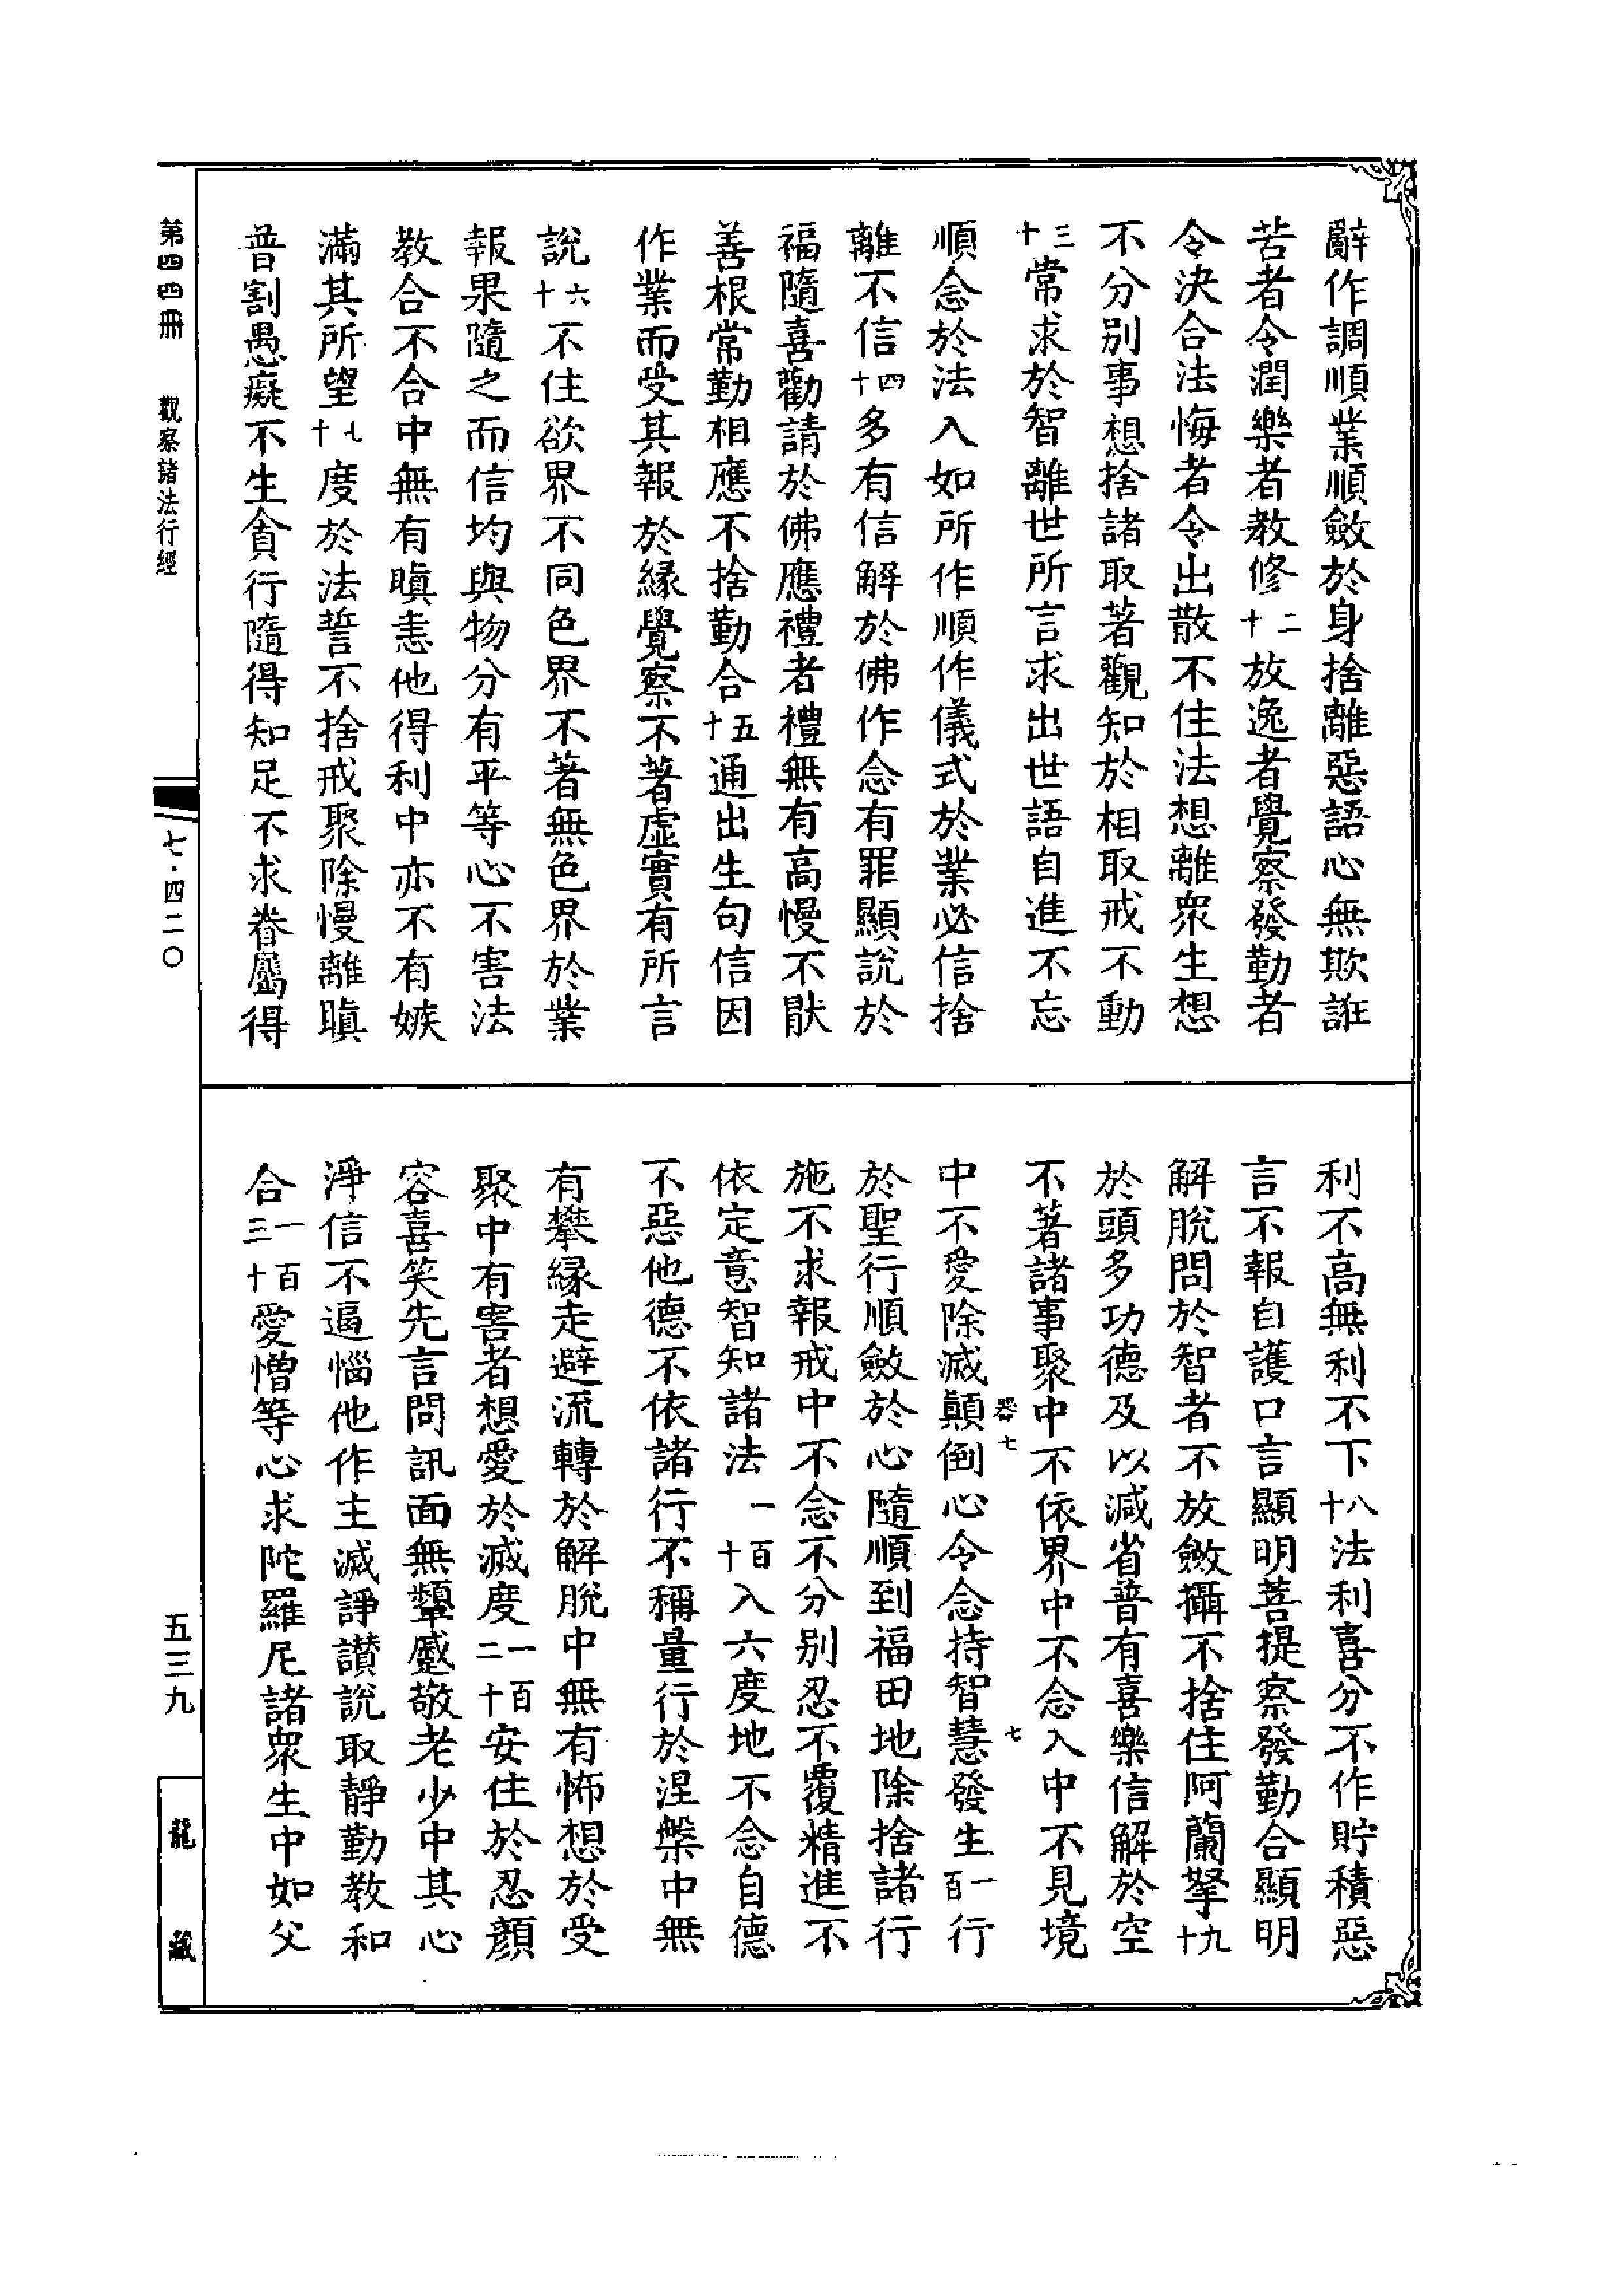 辭作調順業順斂於身捨離惡語心無欺誑
苦者令潤樂者教修二十放逸者覺察發勤者
令決合法悔者令出散不住法想離衆生想
不分別事想捨諸取著觀知於相取戒不動
三十常求於智離世所言求出世語自進不忘
順念於法入如所作順作儀式於業必信捨
離不信四十多有信解於佛作念有罪顯説於
福隨喜勸請於佛應禮者禮無有高慢不猒
善根常勤相應不捨勤合五十通出生句信因
作業而受其報於緣覺察不著虛實有所言
説六十不住欲界不同色界不著無色界於業
報果隨之而信均與物分有平等心不害法
教合不合中無有瞋恚他得利中亦不有嫉
滿其所望七十度於法誓不捨戒聚除慢離瞋
普割愚癡不生貪行隨得知足不求眷屬得
利不高無利不下八十法利喜分不作貯積惡
言不報自護口言顯明菩提察發勤合顯明
解脫問於智者不放斂攝不捨住阿蘭拏九十
於頭多功德及以減省普有喜樂信解於空
不著諸事聚中不依界中不念入中不見境
器七
七
中不愛除滅顛倒心令念持智慧發生一百行
於聖行順斂於心隨順到福田地除捨諸行
施不求報戒中不念不分別忍不覆精進不
依定意智知諸法一百一十入六度地不念自德
不惡他德不依諸行不稱量行於涅槃中無
有攀緣走避流轉於解脫中無有怖想於受
聚中有害者想愛於滅度一百二十安住於忍顏
容喜笑先言問訊面無顰蹙敬老少中其心
淨信不逼惱他作主滅諍讚説取靜勤教和
合一百三十愛憎等心求陀羅尼諸衆生中如父
第四四冊
觀察諸法行經
七·四二〇
五三九
龍藏